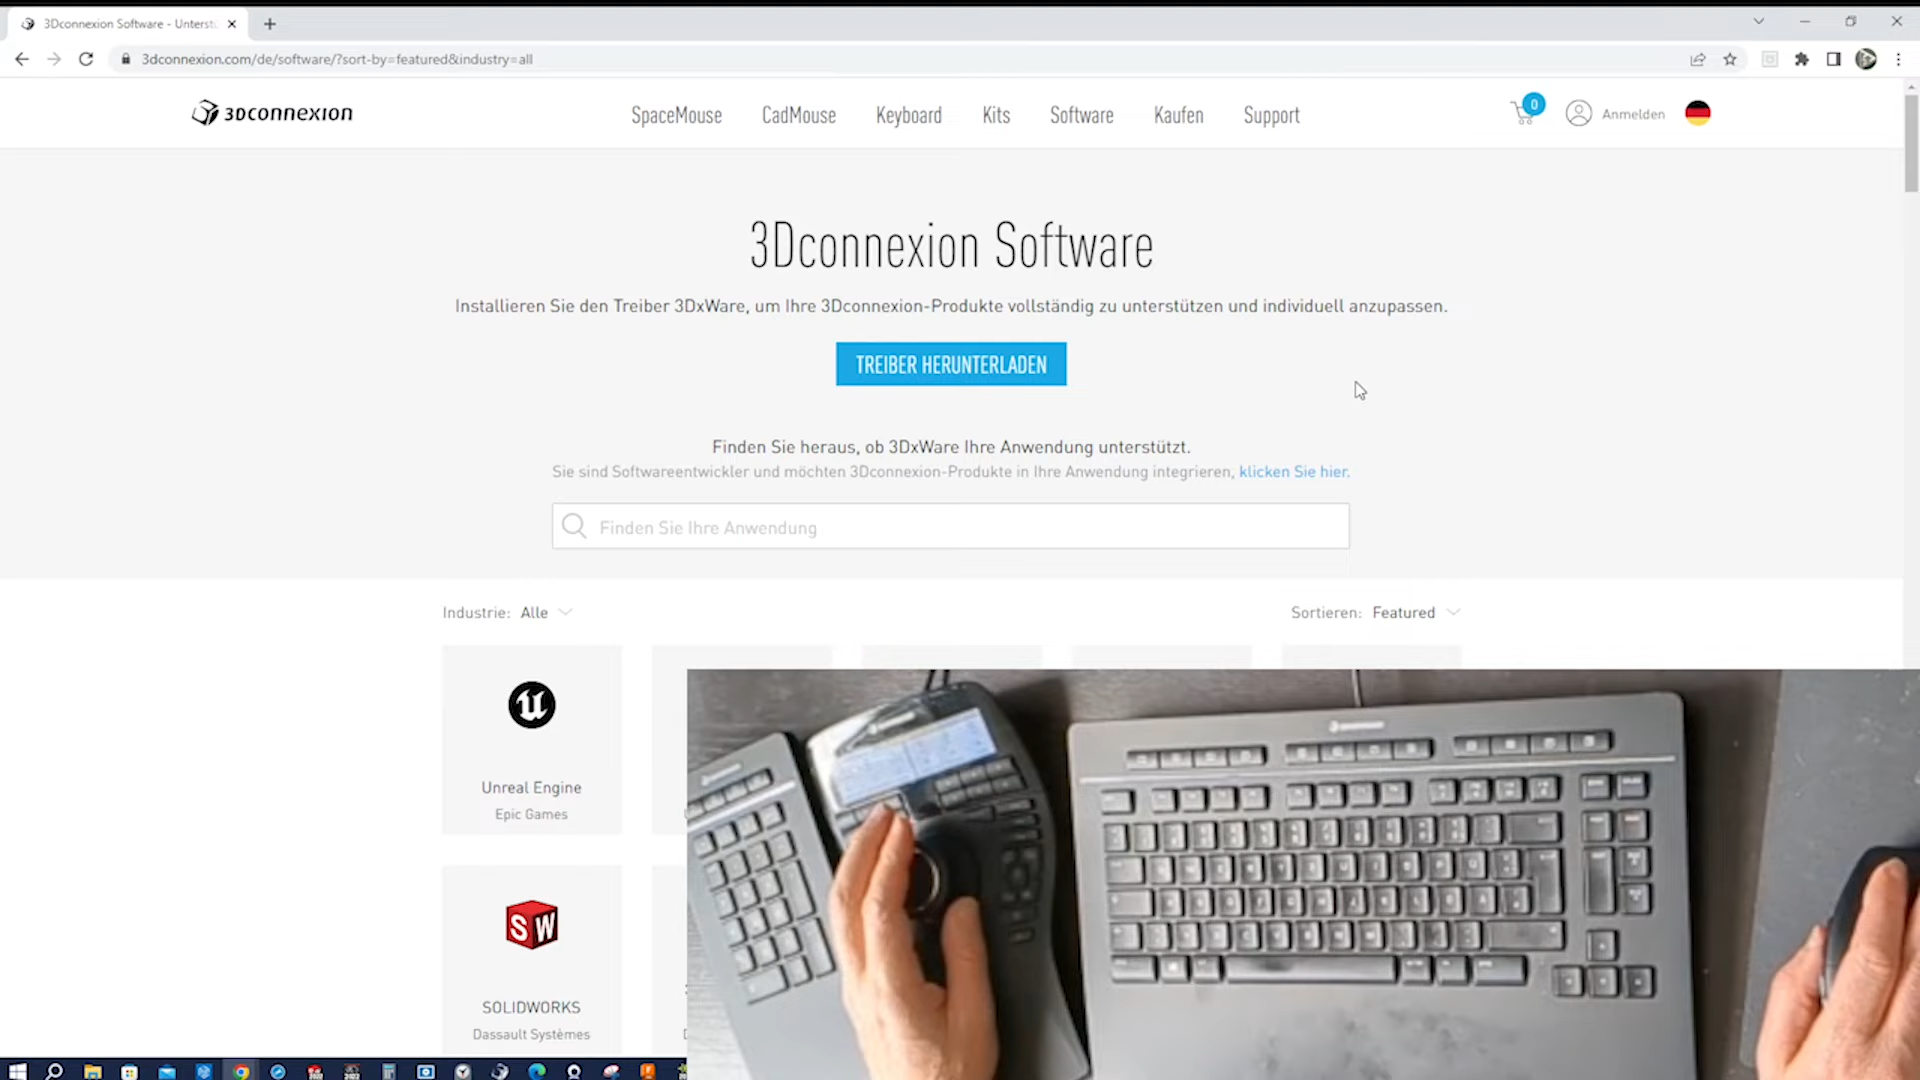 3Dconnexion Software - Unterst
3dconnexion.com/de/software/?sort-by=featured&industry=all
3Dconnexion
SpaceMouse
CadMouse
Keyboard
Kits
Software
Kaufen
Support
0
Anmelden
3Dconnexion Software
Installieren Sie den Treiber 3DxWare, um Ihre 3Dconnexion-Produkte vollständig zu unterstützen und individuell anzupassen.
TREIBER HERUNTERLADEN
Finden Sie heraus, ob 3DxWare Ihre Anwendung unterstützt.
Sie sind Softwareentwickler und möchten 3Dconnexion-Produkte in Ihre Anwendung integrieren, klicken Sie hier.
Finden Sie Ihre Anwendung
Industrie: Alle
Sortieren: Featured
Unreal Engine
Epic Games
SW
SOLIDWORKS
Dassault Systèmes